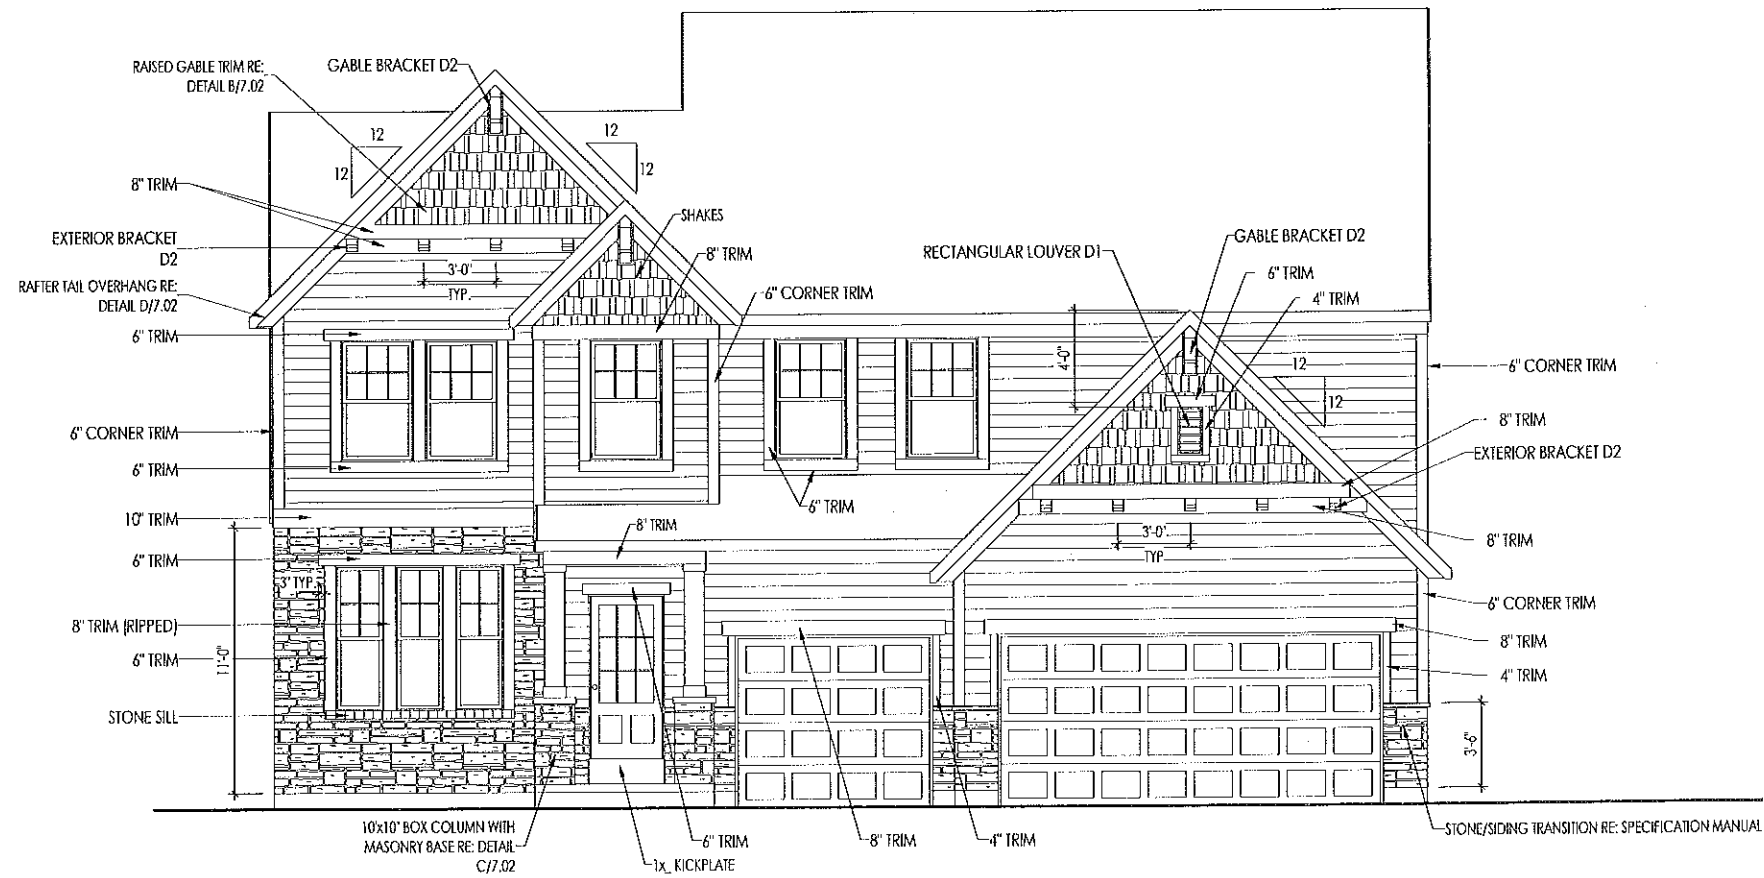 RAISED GABLE TRIM RE:
DETAIL B/7.02
GABLE BRACKET D2
12
12
12
12
8" TRIM
EXTERIOR BRACKET
D2
RAFTER TAIL OVERHANG RE:
DETAIL D/7.02
3'-0"
TYP.
SHAKES
8" TRIM
6" CORNER TRIM
RECTANGULAR LOUVER D1
GABLE BRACKET D2
6" TRIM
4" TRIM
4'-0"
12
12
6" CORNER TRIM
8" TRIM
EXTERIOR BRACKET D2
6" TRIM
6" CORNER TRIM
6" TRIM
6" TRIM
10" TRIM
8" TRIM
3'-0"
TYP
8" TRIM
6" TRIM
3" TYP.
8" TRIM (RIPPED)
6" TRIM
11'-0"
STONE SILL
6" CORNER TRIM
8" TRIM
4" TRIM
3'-6"
10"x10" BOX COLUMN WITH
MASONRY BASE RE: DETAIL
C/7.02
6" TRIM
1x_ KICKPLATE
8" TRIM
4" TRIM
STONE/SIDING TRANSITION RE: SPECIFICATION MANUAL